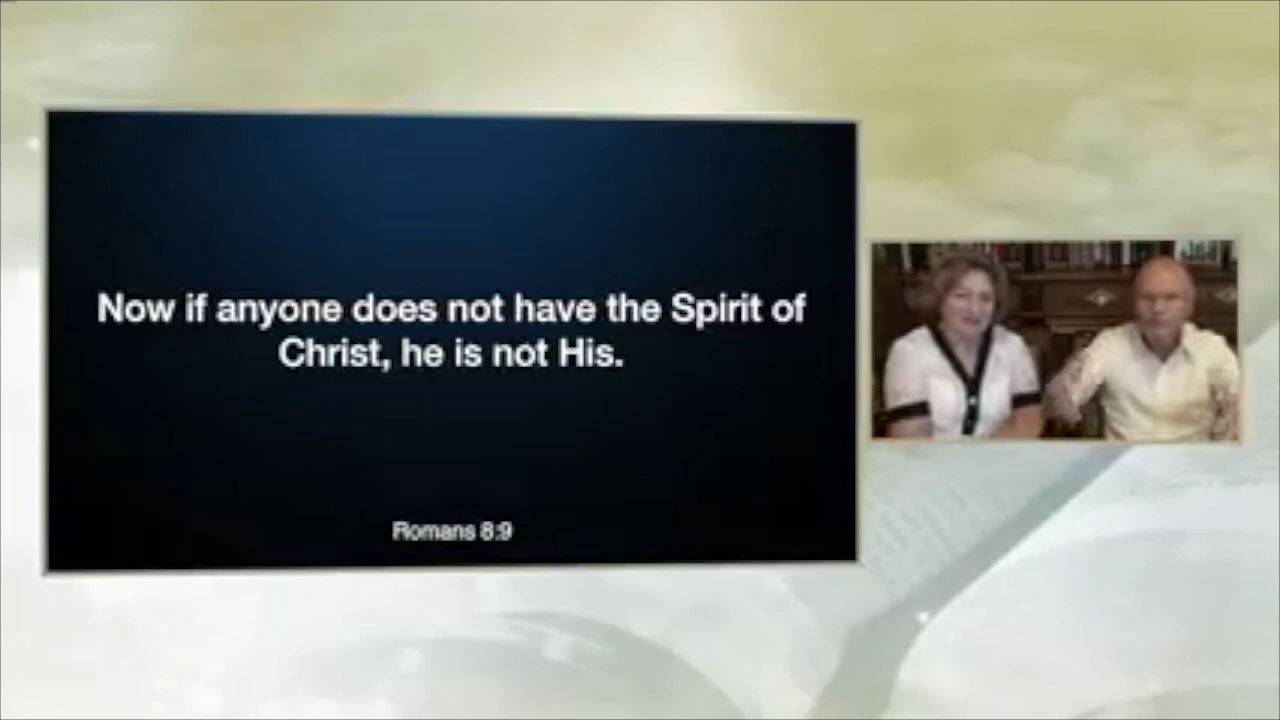 Now if anyone does not have the Spirit of
Christ, he is not His.
Romans 8:9